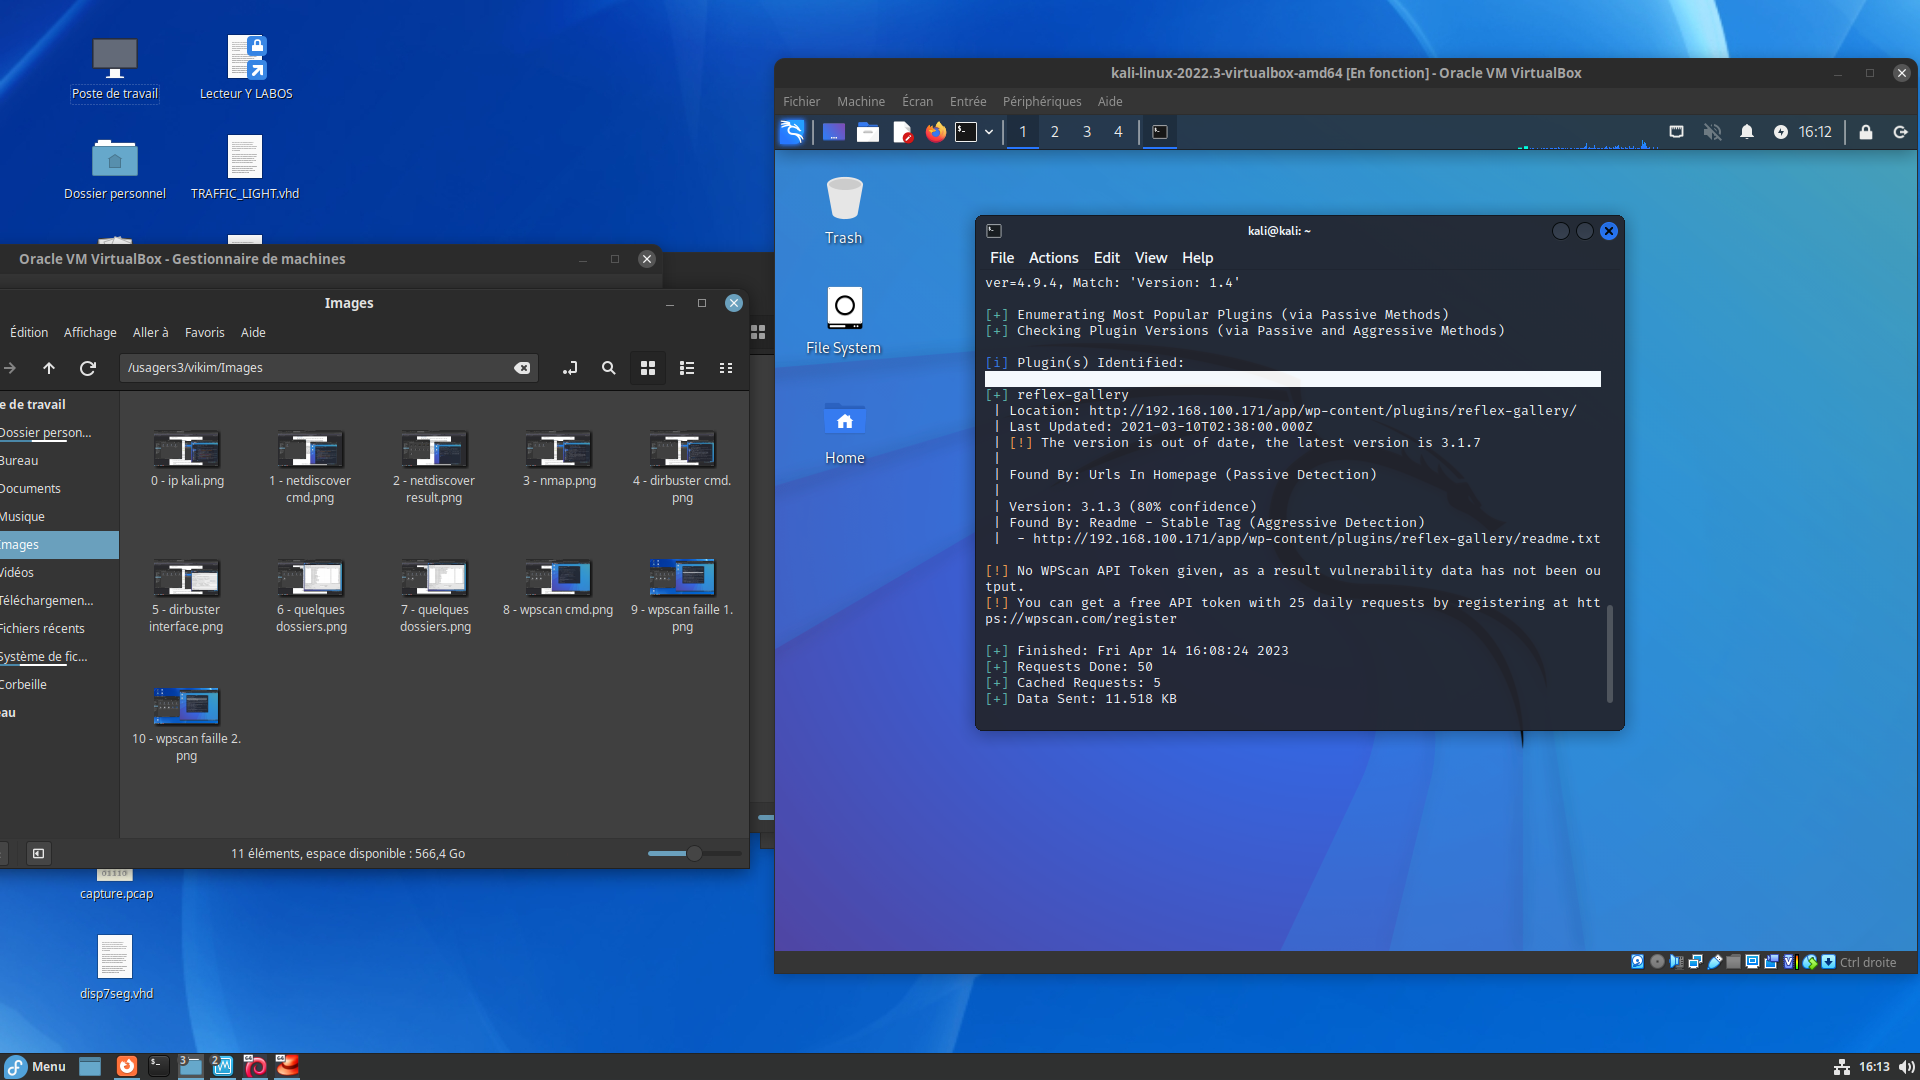 Poste de travail
Lecteur Y LABOS
Dossier personnel
TRAFFIC_LIGHT.vhd
Oracle VM VirtualBox - Gestionnaire de machines
Images
Édition Affichage Aller à Favoris Aide
/usagers3/vikim/Images
e de travail
Dossier person...
Bureau
Documents
Musique
Images
Vidéos
Téléchargemen...
Fichiers récents
Système de fic...
Corbeille
eau
0 - ip kali.png
1 - netdiscover
cmd.png
2 - netdiscover
result.png
3 - nmap.png
4 - dirbuster cmd.
png
5 - dirbuster
interface.png
6 - quelques
dossiers.png
7 - quelques
dossiers.png
8 - wpscan cmd.png
9 - wpscan faille 1.
png
10 - wpscan faille 2.
png
11 éléments, espace disponible : 566,4 Go
01110
capture.pcap
disp7seg.vhd
kali-linux-2022.3-virtualbox-amd64 [En fonction] - Oracle VM VirtualBox
Fichier Machine Écran Entrée Périphériques Aide
1 2 3 4
16:12
Trash
File System
Home
kali@kali: ~
File Actions Edit View Help
ver=4.9.4, Match: 'Version: 1.4'
[+] Enumerating Most Popular Plugins (via Passive Methods)
[+] Checking Plugin Versions (via Passive and Aggressive Methods)
[i] Plugin(s) Identified:
[+] reflex-gallery
| Location: http://192.168.100.171/app/wp-content/plugins/reflex-gallery/
| Last Updated: 2021-03-10T02:38:00.000Z
| [!] The version is out of date, the latest version is 3.1.7
|
| Found By: Urls In Homepage (Passive Detection)
|
| Version: 3.1.3 (80% confidence)
| Found By: Readme - Stable Tag (Aggressive Detection)
|  - http://192.168.100.171/app/wp-content/plugins/reflex-gallery/readme.txt
[!] No WPScan API Token given, as a result vulnerability data has not been ou
tput.
[!] You can get a free API token with 25 daily requests by registering at htt
ps://wpscan.com/register
[+] Finished: Fri Apr 14 16:08:24 2023
[+] Requests Done: 50
[+] Cached Requests: 5
[+] Data Sent: 11.518 KB
Ctrl droite
Menu
3
2
64
64
16:13